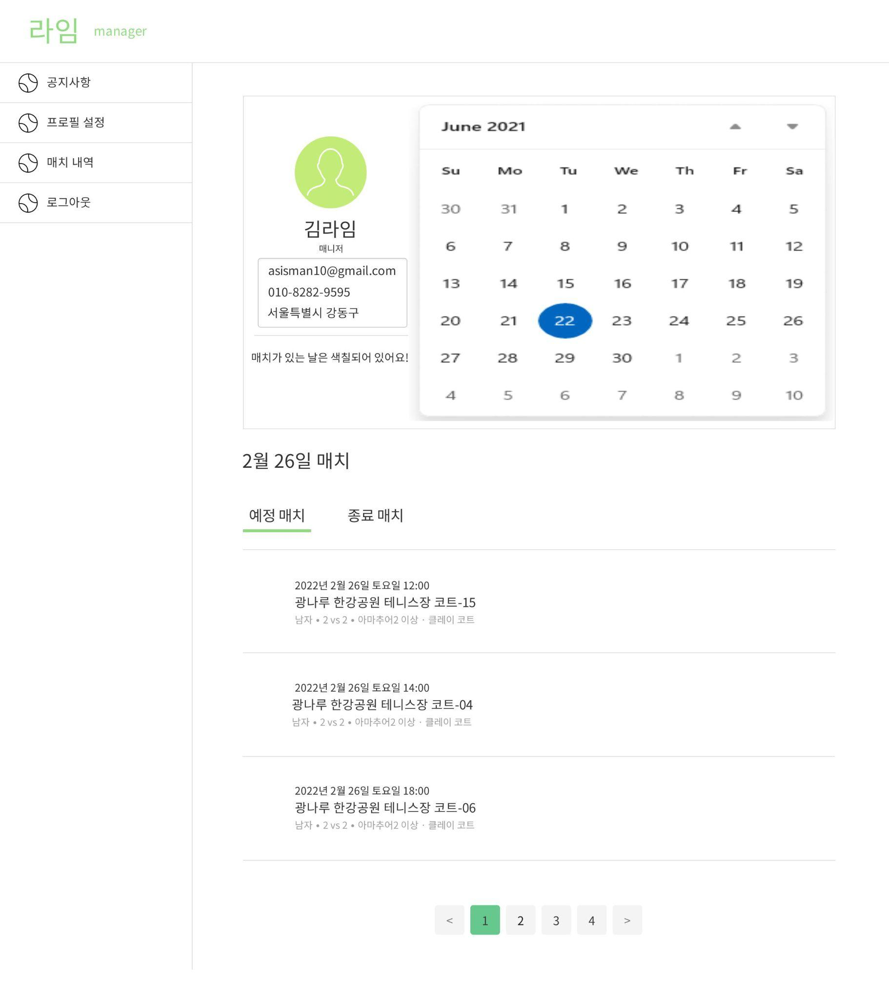 라임 manager
공지사항
프로필 설정
매치 내역
로그아웃
김라임
매니저
asisman10@gmail.com
010-8282-9595
서울특별시 강동구
매치가 있는 날은 색칠되어 있어요!
June 2021
Su Mo Tu We Th Fr Sa
30 31 1 2 3 4 5
6 7 8 9 10 11 12
13 14 15 16 17 18 19
20 21 22 23 24 25 26
27 28 29 30 1 2 3
4 5 6 7 8 9 10
2월 26일 매치
예정 매치 종료 매치
2022년 2월 26일 토요일 12:00
광나루 한강공원 테니스장 코트-15
남자 • 2 vs 2 • 아마추어2 이상 · 클레이 코트
2022년 2월 26일 토요일 14:00
광나루 한강공원 테니스장 코트-04
남자 • 2 vs 2 • 아마추어2 이상 · 클레이 코트
2022년 2월 26일 토요일 18:00
광나루 한강공원 테니스장 코트-06
남자 • 2 vs 2 • 아마추어2 이상 · 클레이 코트
< 1 2 3 4 >